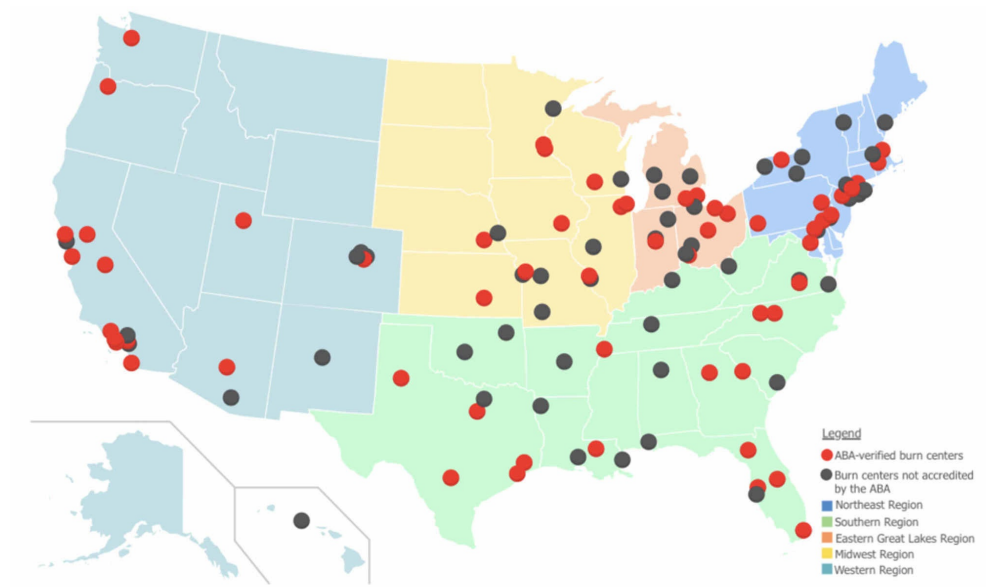 Legend
ABA-verified burn centers
Burn centers not accredited
by the ABA
Northeast Region
Southern Region
Eastern Great Lakes Region
Midwest Region
Western Region